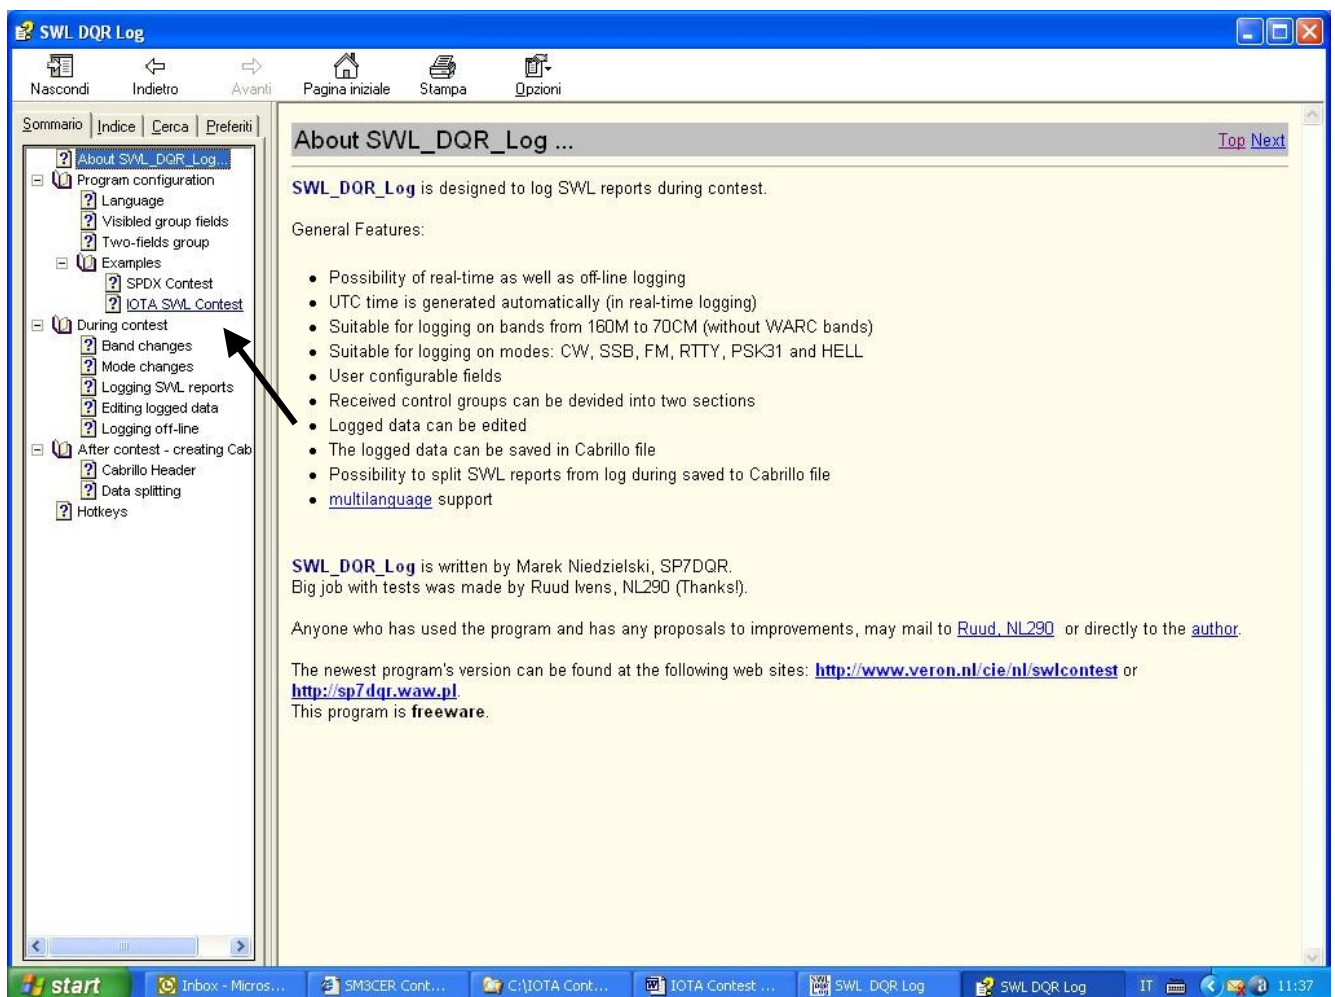 SWL DQR Log
Nascondi Indietro Avanti Pagina iniziale Stampa Opzioni
Sommario Indice Cerca Preferiti
About SWL_DQR_Log...
Program configuration
Language
Visibled group fields
Two-fields group
Examples
SPDX Contest
IOTA SWL Contest
During contest
Band changes
Mode changes
Logging SWL reports
Editing logged data
Logging off-line
After contest - creating Cab
Cabrillo Header
Data splitting
Hotkeys
About SWL_DQR_Log ... Top Next
SWL_DQR_Log is designed to log SWL reports during contest.
General Features:
• Possibility of real-time as well as off-line logging
• UTC time is generated automatically (in real-time logging)
• Suitable for logging on bands from 160M to 70CM (without WARC bands)
• Suitable for logging on modes: CW, SSB, FM, RTTY, PSK31 and HELL
• User configurable fields
• Received control groups can be devided into two sections
• Logged data can be edited
• The logged data can be saved in Cabrillo file
• Possibility to split SWL reports from log during saved to Cabrillo file
• multilanguage support
SWL_DQR_Log is written by Marek Niedzielski, SP7DQR.
Big job with tests was made by Ruud Ivens, NL290 (Thanks!).
Anyone who has used the program and has any proposals to improvements, may mail to Ruud, NL290 or directly to the author.
The newest program's version can be found at the following web sites: http://www.veron.nl/cie/nl/swlcontest or
http://sp7dqr.waw.pl.
This program is freeware.
start Inbox - Micros... SM3CER Cont... C:\IOTA Cont... IOTA Contest ... SWL DQR Log SWL DQR Log IT 11:37